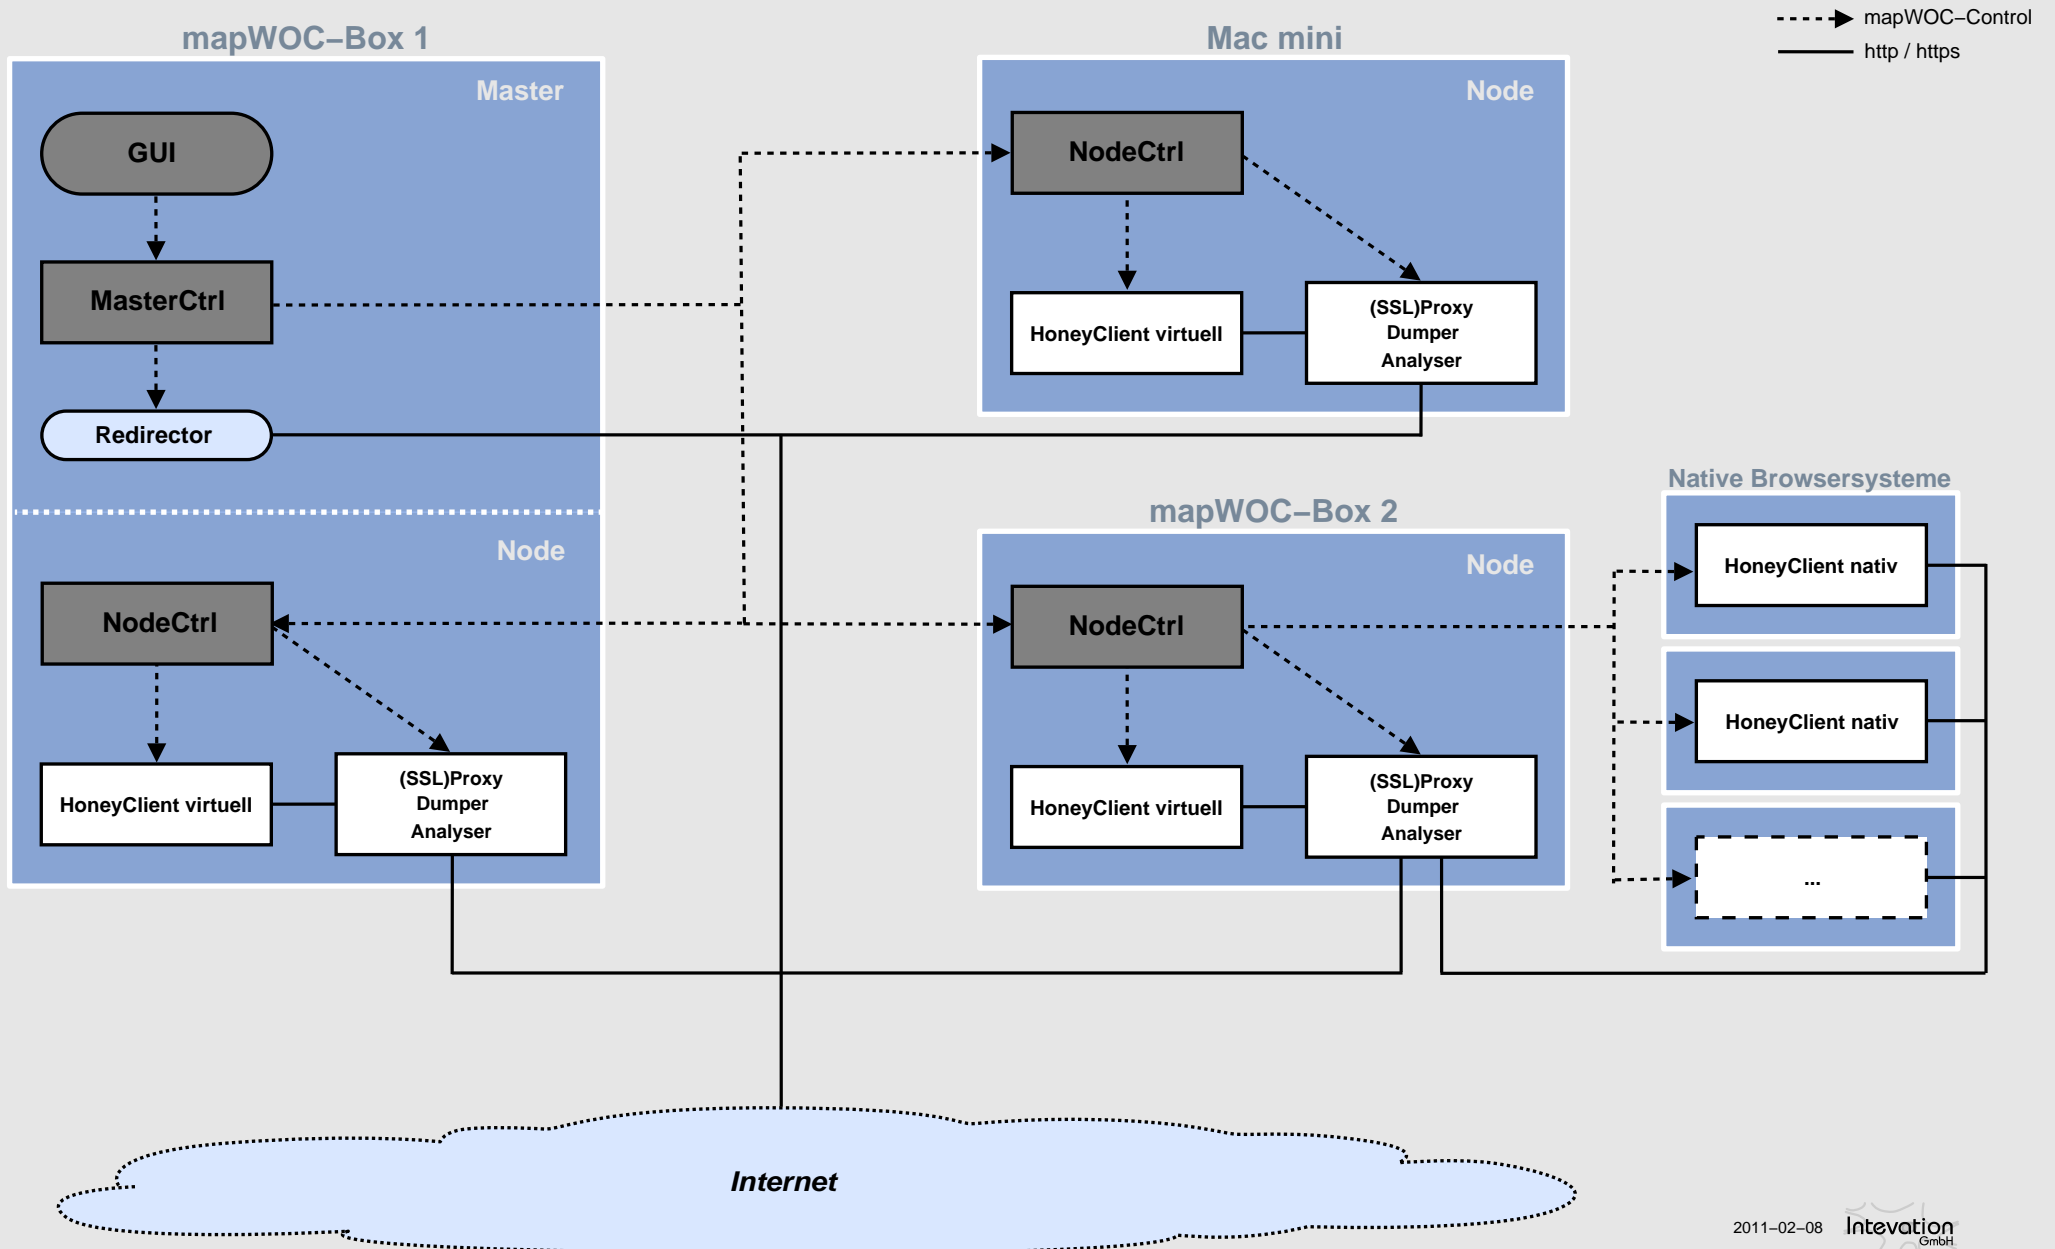 mapWOC-Control
http / https
mapWOC-Box 1
Master
GUI
MasterCtrl
Redirector
Node
NodeCtrl
HoneyClient virtuell
(SSL)Proxy
Dumper
Analyser
Mac mini
Node
NodeCtrl
HoneyClient virtuell
(SSL)Proxy
Dumper
Analyser
mapWOC-Box 2
Node
NodeCtrl
HoneyClient virtuell
(SSL)Proxy
Dumper
Analyser
Native Browsersysteme
HoneyClient nativ
HoneyClient nativ
...
Internet
2011-02-08
Intevation
GmbH